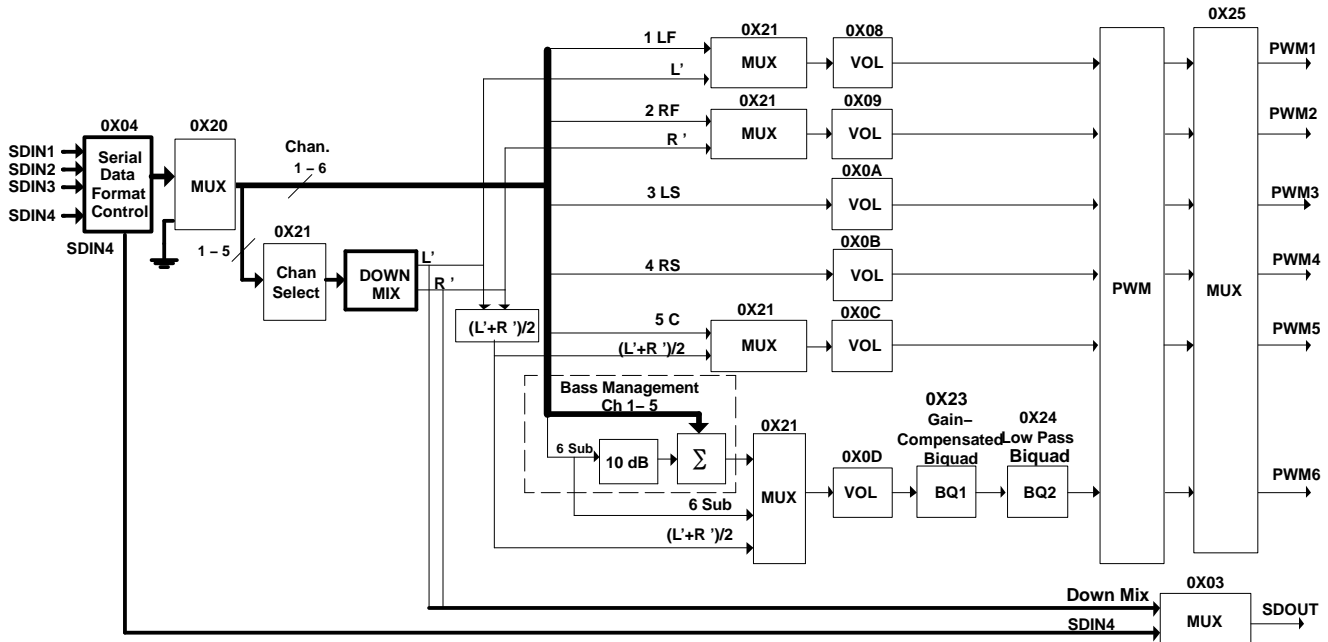 0X25
0X21
0X08
1 LF
MUX
VOL
PWM1
L’
0X21
0X09
2 RF
MUX
VOL
PWM2
R ’
0X04
0X20
Chan.
1 – 6
SDIN1
SDIN2
SDIN3
SDIN4
Serial
Data
Format
Control
MUX
0X0A
3 LS
VOL
PWM3
SDIN4
1 – 5
0X21
Chan
Select
L’
R ’
DOWN
MIX
0X0B
4 RS
VOL
PWM
MUX
PWM4
(L’+R ’)/2
0X21
0X0C
5 C
MUX
VOL
PWM5
(L’+R ’)/2
Bass Management
Ch 1– 5
6 Sub
10 dB
Σ
0X21
MUX
0X0D
VOL
0X23
Gain–
Compensated
Biquad
BQ1
0X24
Low Pass
Biquad
BQ2
PWM6
6 Sub
(L’+R ’)/2
0X03
Down Mix
MUX
SDOUT
SDIN4